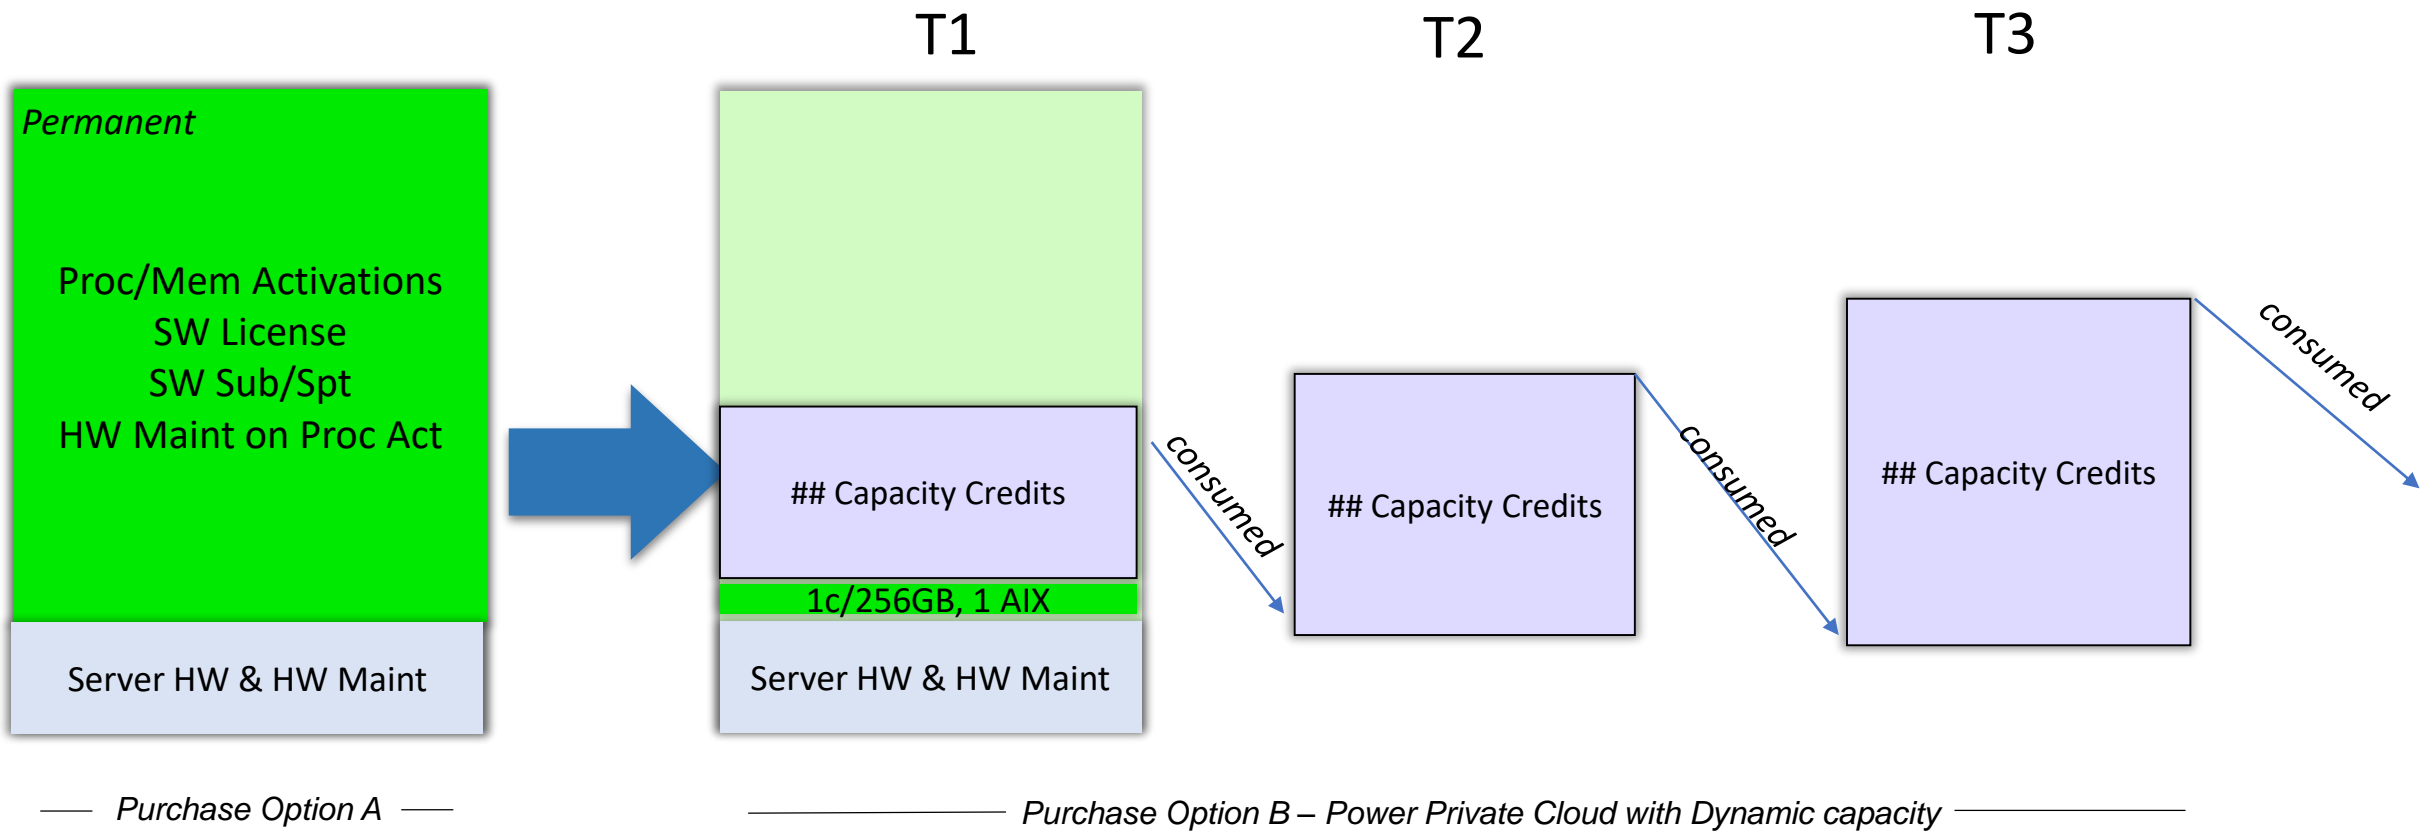 T1
T2
T3
Permanent
Proc/Mem Activations
SW License
SW Sub/Spt
HW Maint on Proc Act
Server HW & HW Maint
## Capacity Credits
1c/256GB, 1 AIX
Server HW & HW Maint
consumed
## Capacity Credits
consumed
## Capacity Credits
consumed
Purchase Option A
Purchase Option B – Power Private Cloud with Dynamic capacity